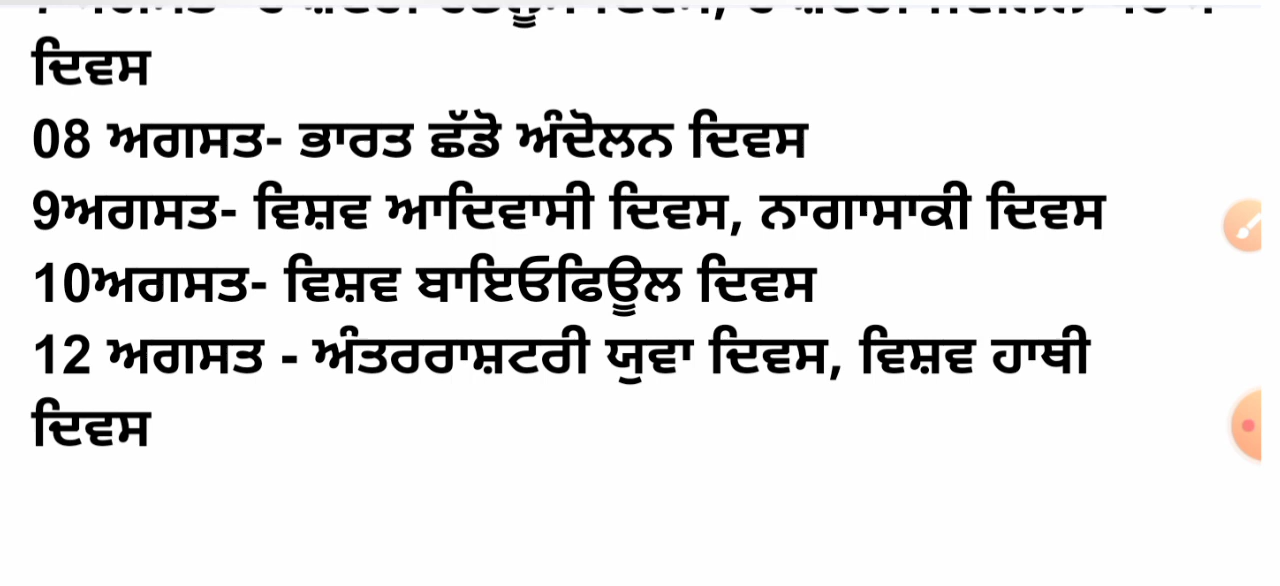 ਦਿਵਸ
08 ਅਗਸਤ- ਭਾਰਤ ਛੱਡੋ ਅੰਦੋਲਨ ਦਿਵਸ
9ਅਗਸਤ- ਵਿਸ਼ਵ ਆਦਿਵਾਸੀ ਦਿਵਸ, ਨਾਗਾਸਾਕੀ ਦਿਵਸ
10ਅਗਸਤ- ਵਿਸ਼ਵ ਬਾਇਓਫਿਊਲ ਦਿਵਸ
12 ਅਗਸਤ - ਅੰਤਰਰਾਸ਼ਟਰੀ ਯੁਵਾ ਦਿਵਸ, ਵਿਸ਼ਵ ਹਾਥੀ
ਦਿਵਸ